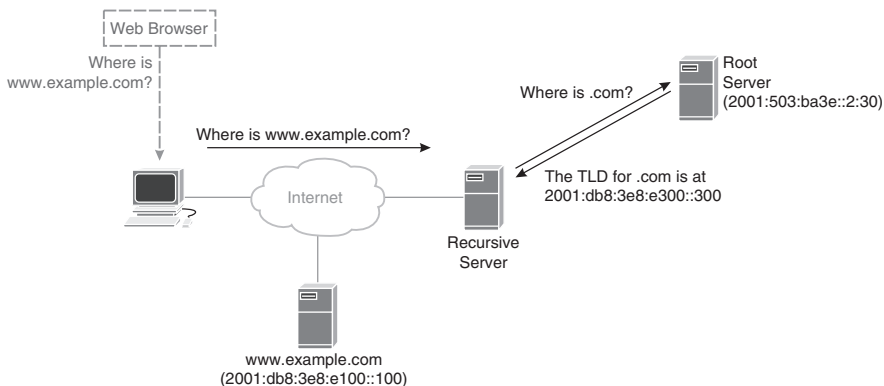 Web Browser
Where is
www.example.com?
Where is www.example.com?
Internet
Recursive
Server
Where is .com?
Root
Server
(2001:503:ba3e::2:30)
The TLD for .com is at
2001:db8:3e8:e300::300
www.example.com
(2001:db8:3e8:e100::100)